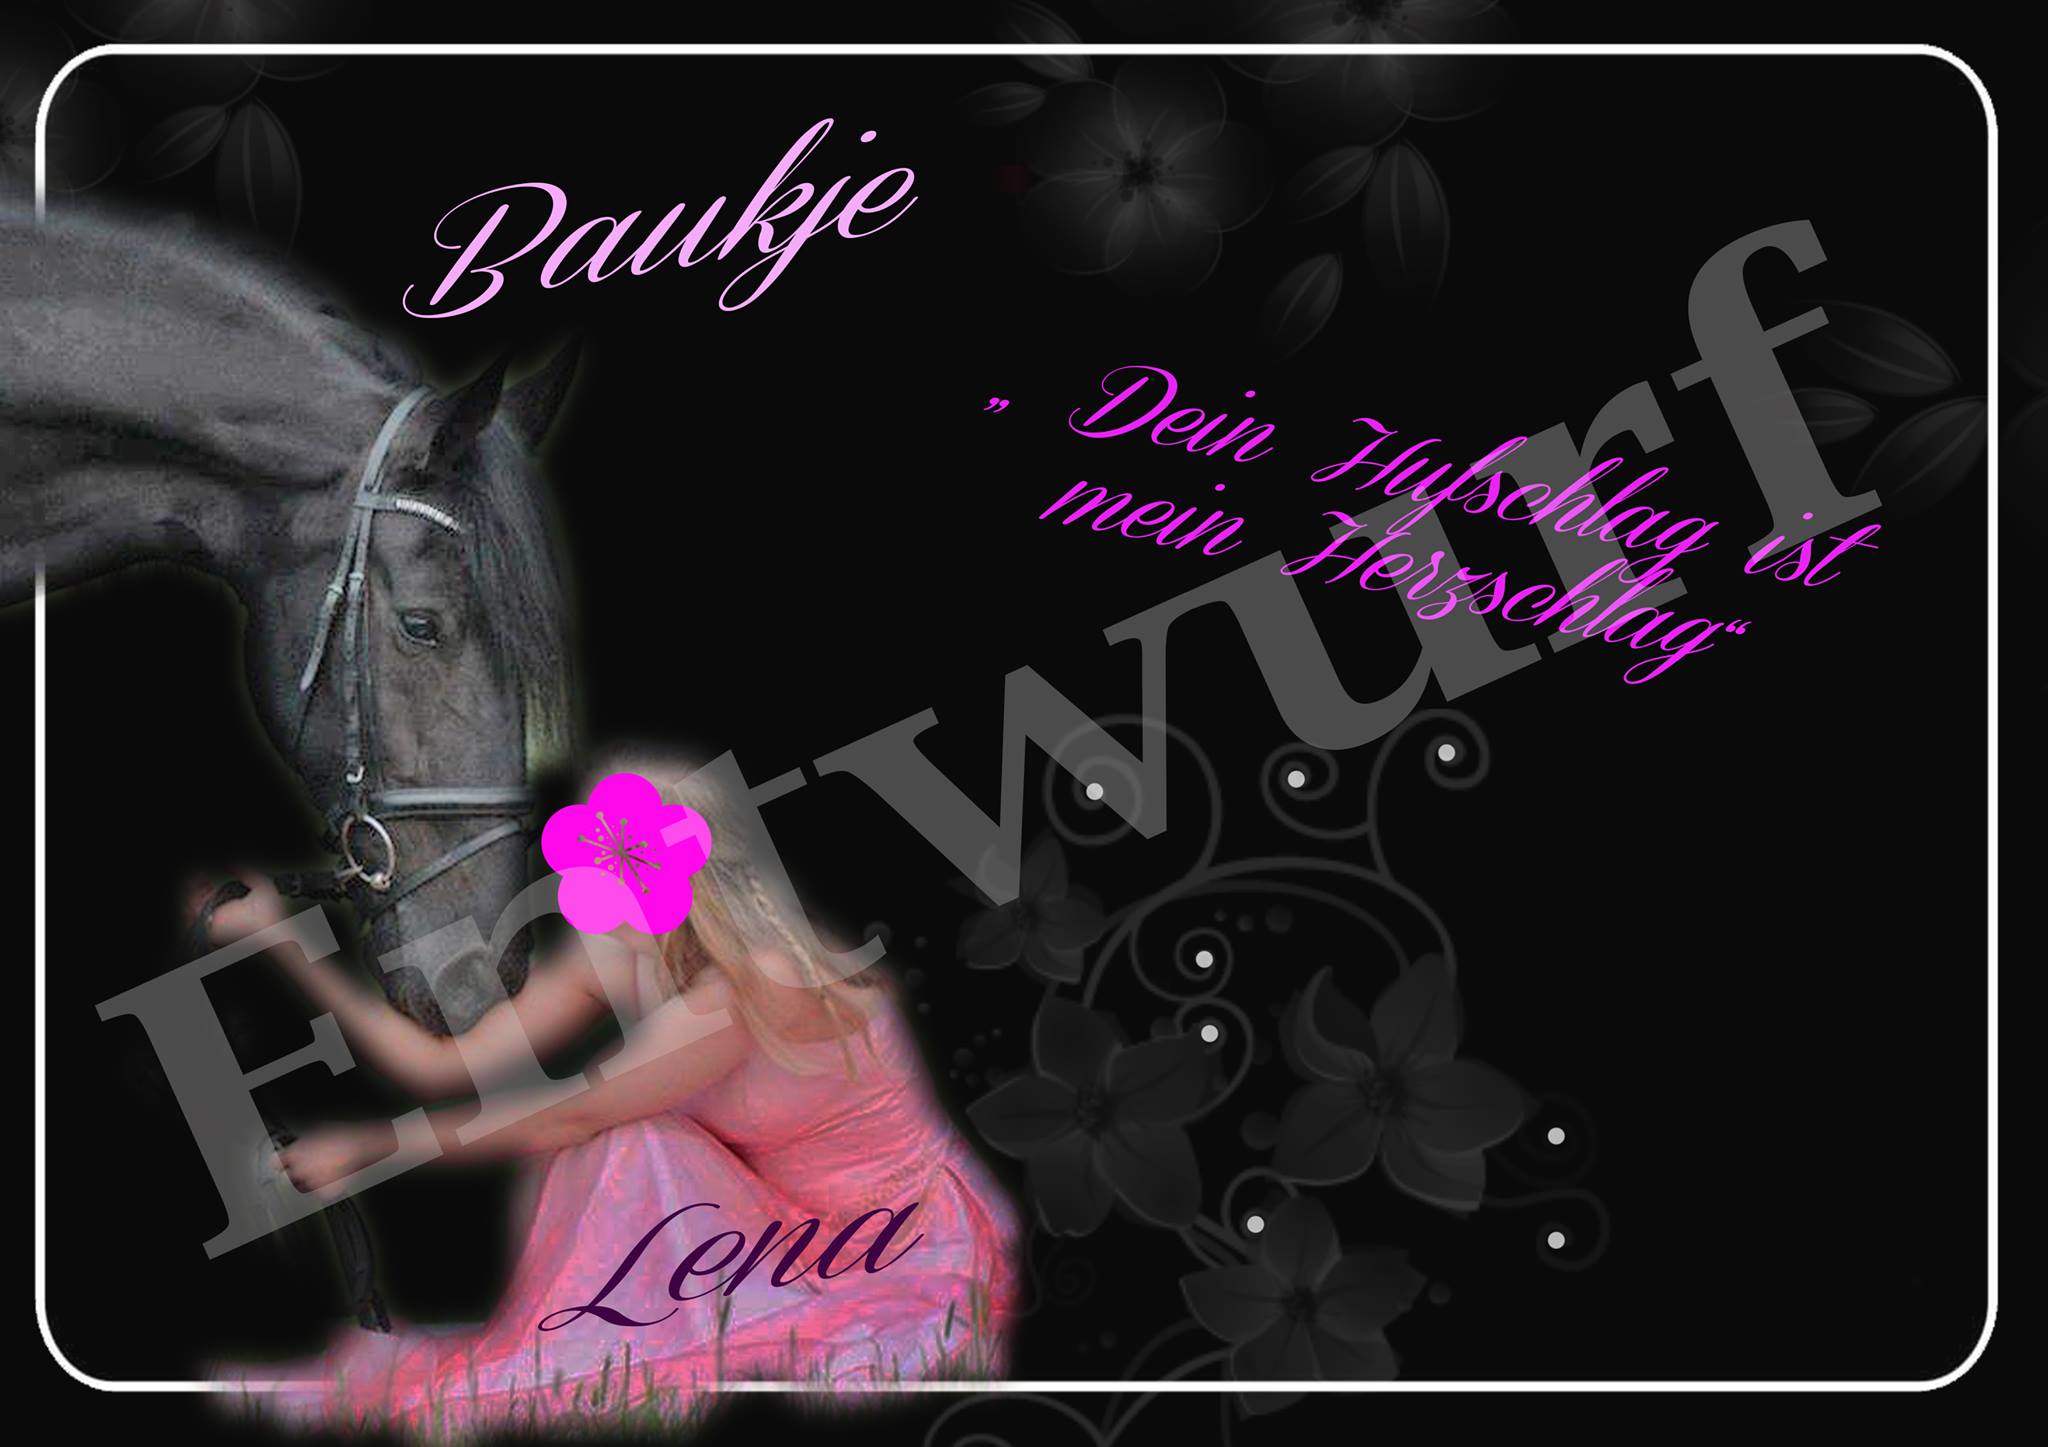 Baukje
” Dein Hufschlag ist
mein Herzschlag“
Entwurf
Lena